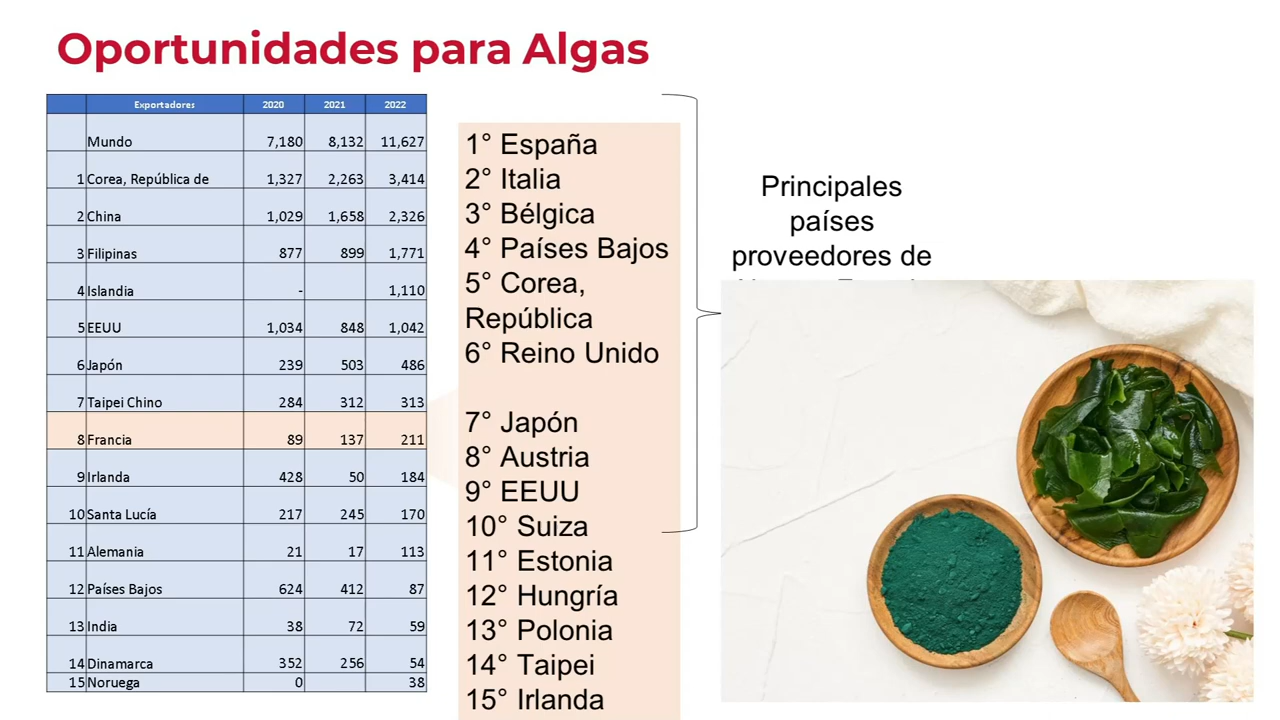 Oportunidades para Algas
Exportadores 2020 2021 2022
Mundo 7,180 8,132 11,627
1 Corea, República de 1,327 2,263 3,414
2 China 1,029 1,658 2,326
3 Filipinas 877 899 1,771
4 Islandia - 1,110
5 EEUU 1,034 848 1,042
6 Japón 239 503 486
7 Taipei Chino 284 312 313
8 Francia 89 137 211
9 Irlanda 428 50 184
10 Santa Lucía 217 245 170
11 Alemania 21 17 113
12 Países Bajos 624 412 87
13 India 38 72 59
14 Dinamarca 352 256 54
15 Noruega 0 38
1° España
2° Italia
3° Bélgica
4° Países Bajos
5° Corea,
República
6° Reino Unido
7° Japón
8° Austria
9° EEUU
10° Suiza
11° Estonia
12° Hungría
13° Polonia
14° Taipei
15° Irlanda
Principales
países
proveedores de